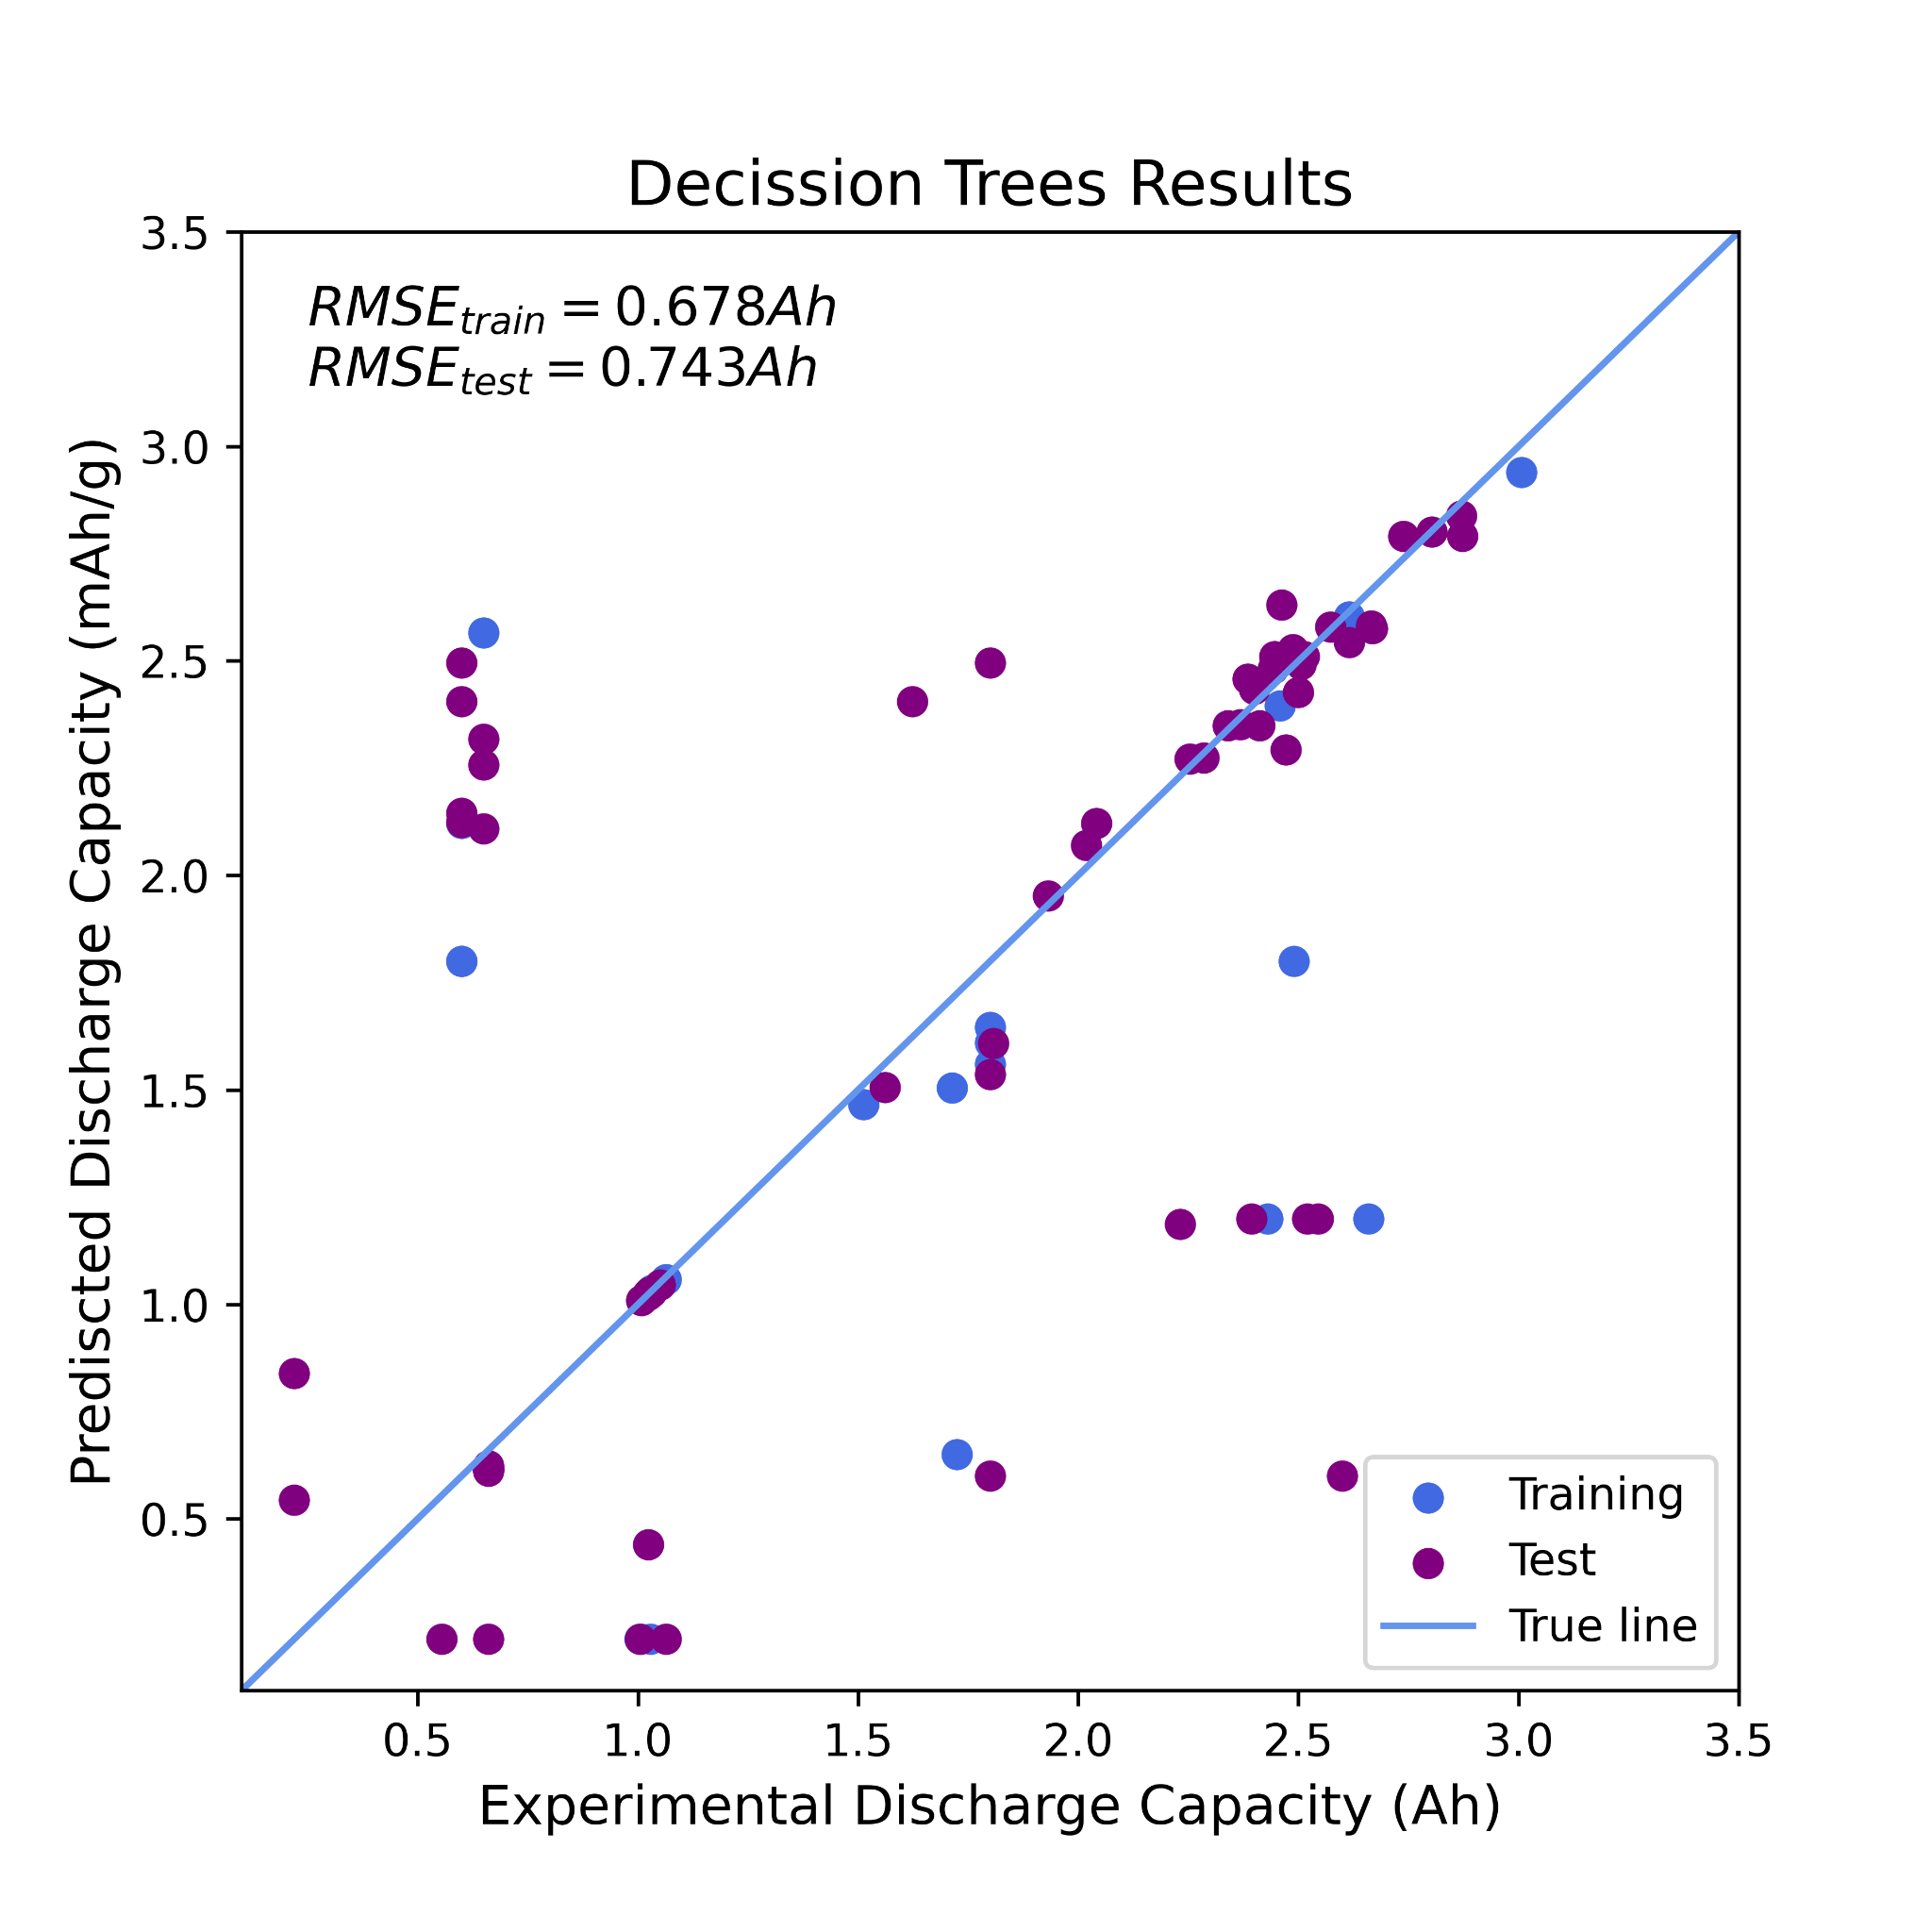 Decission Trees Results
RMSE_train = 0.678Ah
RMSE_test = 0.743Ah
Prediscted Discharge Capacity (mAh/g)
3.5
3.0
2.5
2.0
1.5
1.0
0.5
Training
Test
True line
0.5 1.0 1.5 2.0 2.5 3.0 3.5
Experimental Discharge Capacity (Ah)